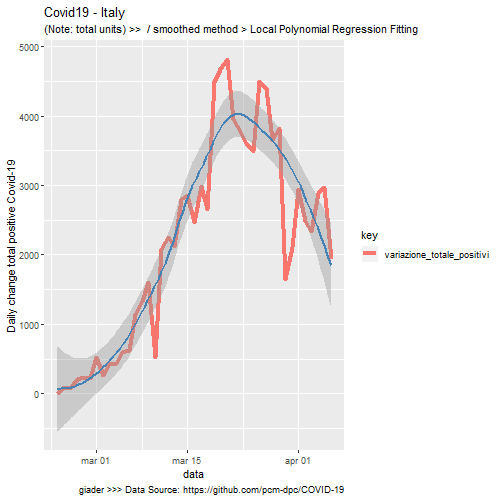 Covid19 - Italy
(Note: total units) >>  / smoothed method > Local Polynomial Regression Fitting
Daily change total positive Covid-19
5000
4000
3000
2000
1000
0
mar 01
mar 15
apr 01
data
key
variazione_totale_positivi
giader >>> Data Source: https://github.com/pcm-dpc/COVID-19